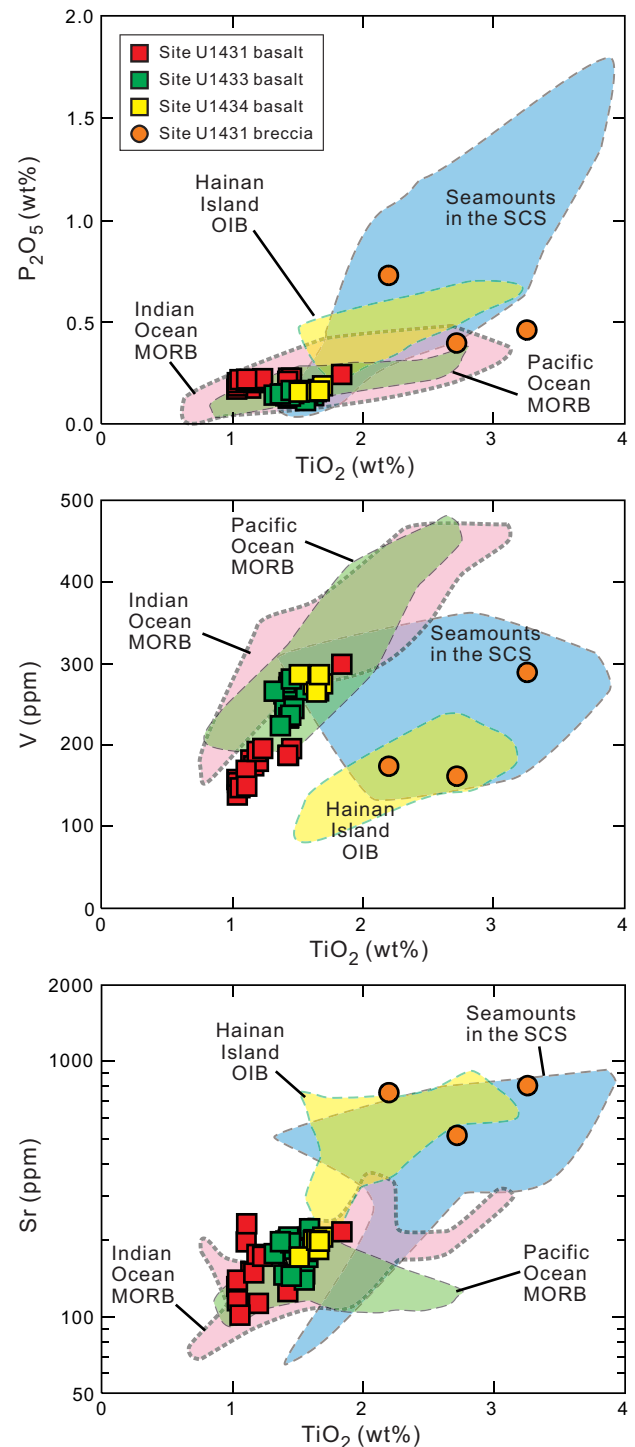 2.0
1.5
1.0
0.5
0.0
P2O5 (wt%)
Site U1431 basalt
Site U1433 basalt
Site U1434 basalt
Site U1431 breccia
Hainan
Island
OIB
Seamounts
in the SCS
Indian
Ocean
MORB
Pacific
Ocean
MORB
0 1 2 3 4
TiO2 (wt%)
500
400
300
200
100
0
V (ppm)
Pacific
Ocean
MORB
Indian
Ocean
MORB
Seamounts
in the SCS
Hainan
Island
OIB
0 1 2 3 4
TiO2 (wt%)
2000
1000
100
50
Sr (ppm)
Hainan
Island
OIB
Seamounts
in the SCS
Indian
Ocean
MORB
Pacific
Ocean
MORB
0 1 2 3 4
TiO2 (wt%)